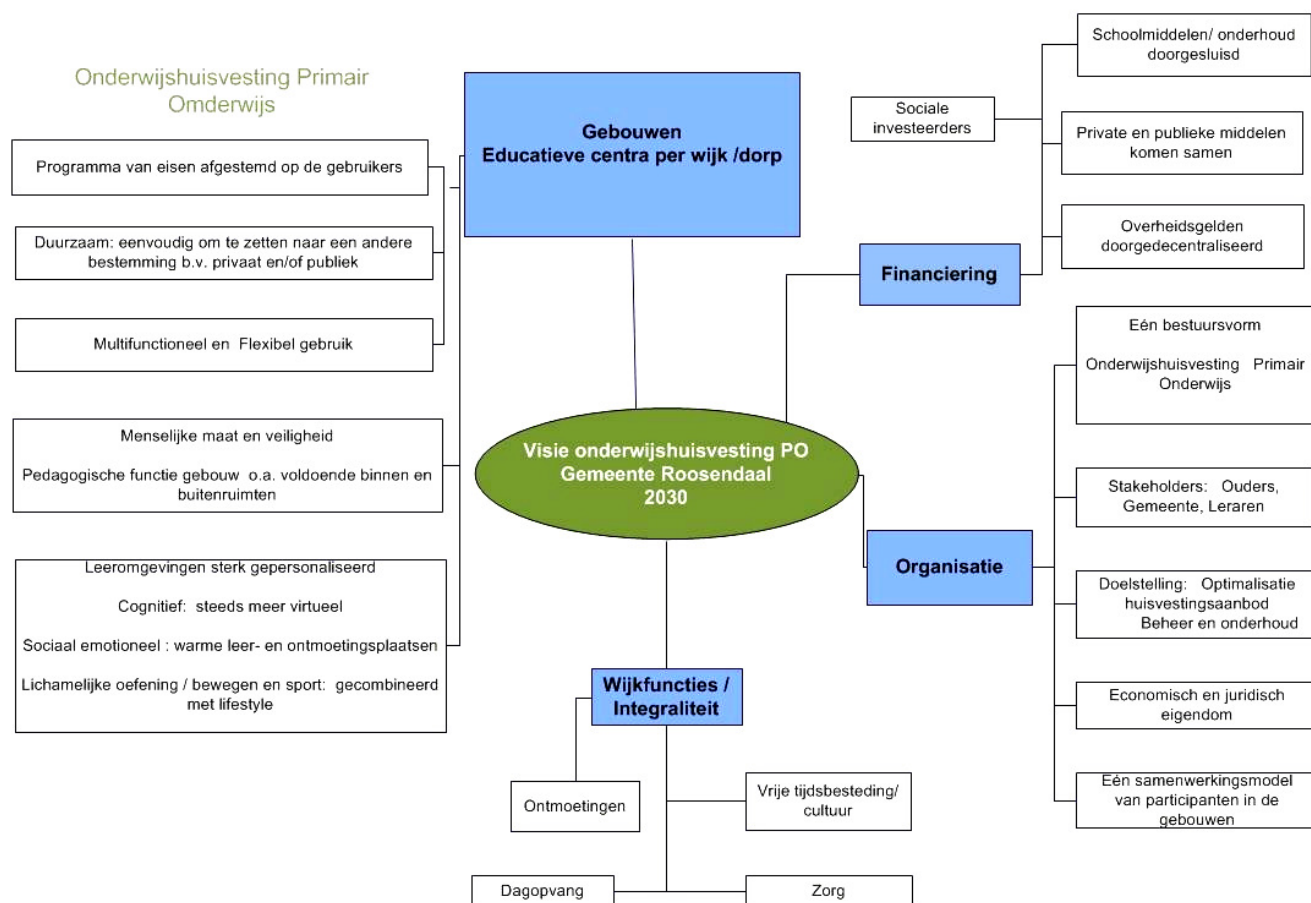 Onderwijshuisvesting Primair
Omderwijs
Programma van eisen afgestemd op de gebruikers
Duurzaam: eenvoudig om te zetten naar een andere
bestemming b.v. privaat en/of publiek
Multifunctioneel en Flexibel gebruik
Menselijke maat en veiligheid
Pedagogische functie gebouw o.a. voldoende binnen en
buitenruimten
Leeromgevingen sterk gepersonaliseerd
Cognitief: steeds meer virtueel
Sociaal emotioneel : warme leer- en ontmoetingsplaatsen
Lichamelijke oefening / bewegen en sport: gecombineerd
met lifestyle
Gebouwen
Educatieve centra per wijk /dorp
Visie onderwijshuisvesting PO
Gemeente Roosendaal
2030
Wijkfuncties /
Integraliteit
Ontmoetingen
Vrije tijdsbesteding/
cultuur
Dagopvang
Zorg
Sociale
investeerders
Financiering
Schoolmiddelen/ onderhoud
doorgesluisd
Private en publieke middelen
komen samen
Overheidsgelden
doorgedecentraliseerd
Organisatie
Eén bestuursvorm
Onderwijshuisvesting Primair
Onderwijs
Stakeholders: Ouders,
Gemeente, Leraren
Doelstelling: Optimalisatie
huisvestingsaanbod
Beheer en onderhoud
Economisch en juridisch
eigendom
Eén samenwerkingsmodel
van participanten in de
gebouwen